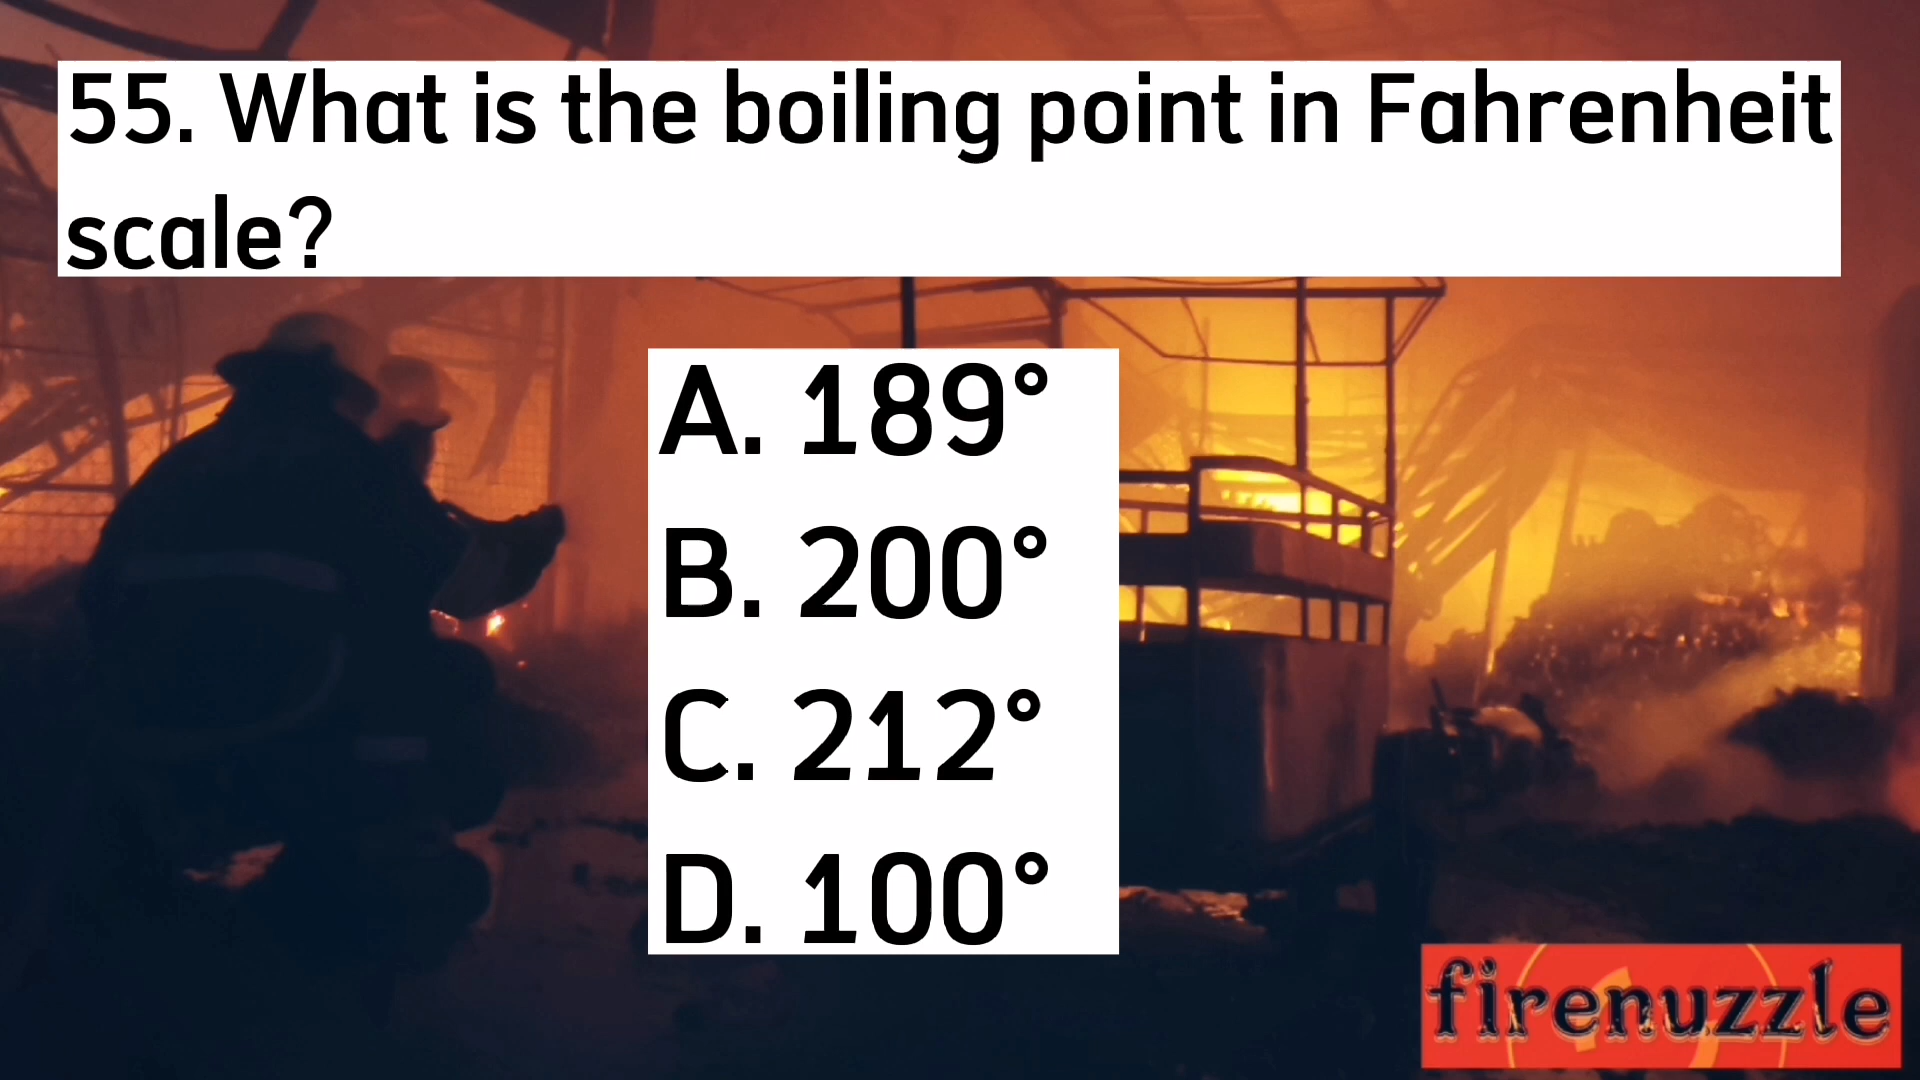 55. What is the boiling point in Fahrenheit
scale?
A. 189°
B. 200°
C. 212°
D. 100°
firenuzzle